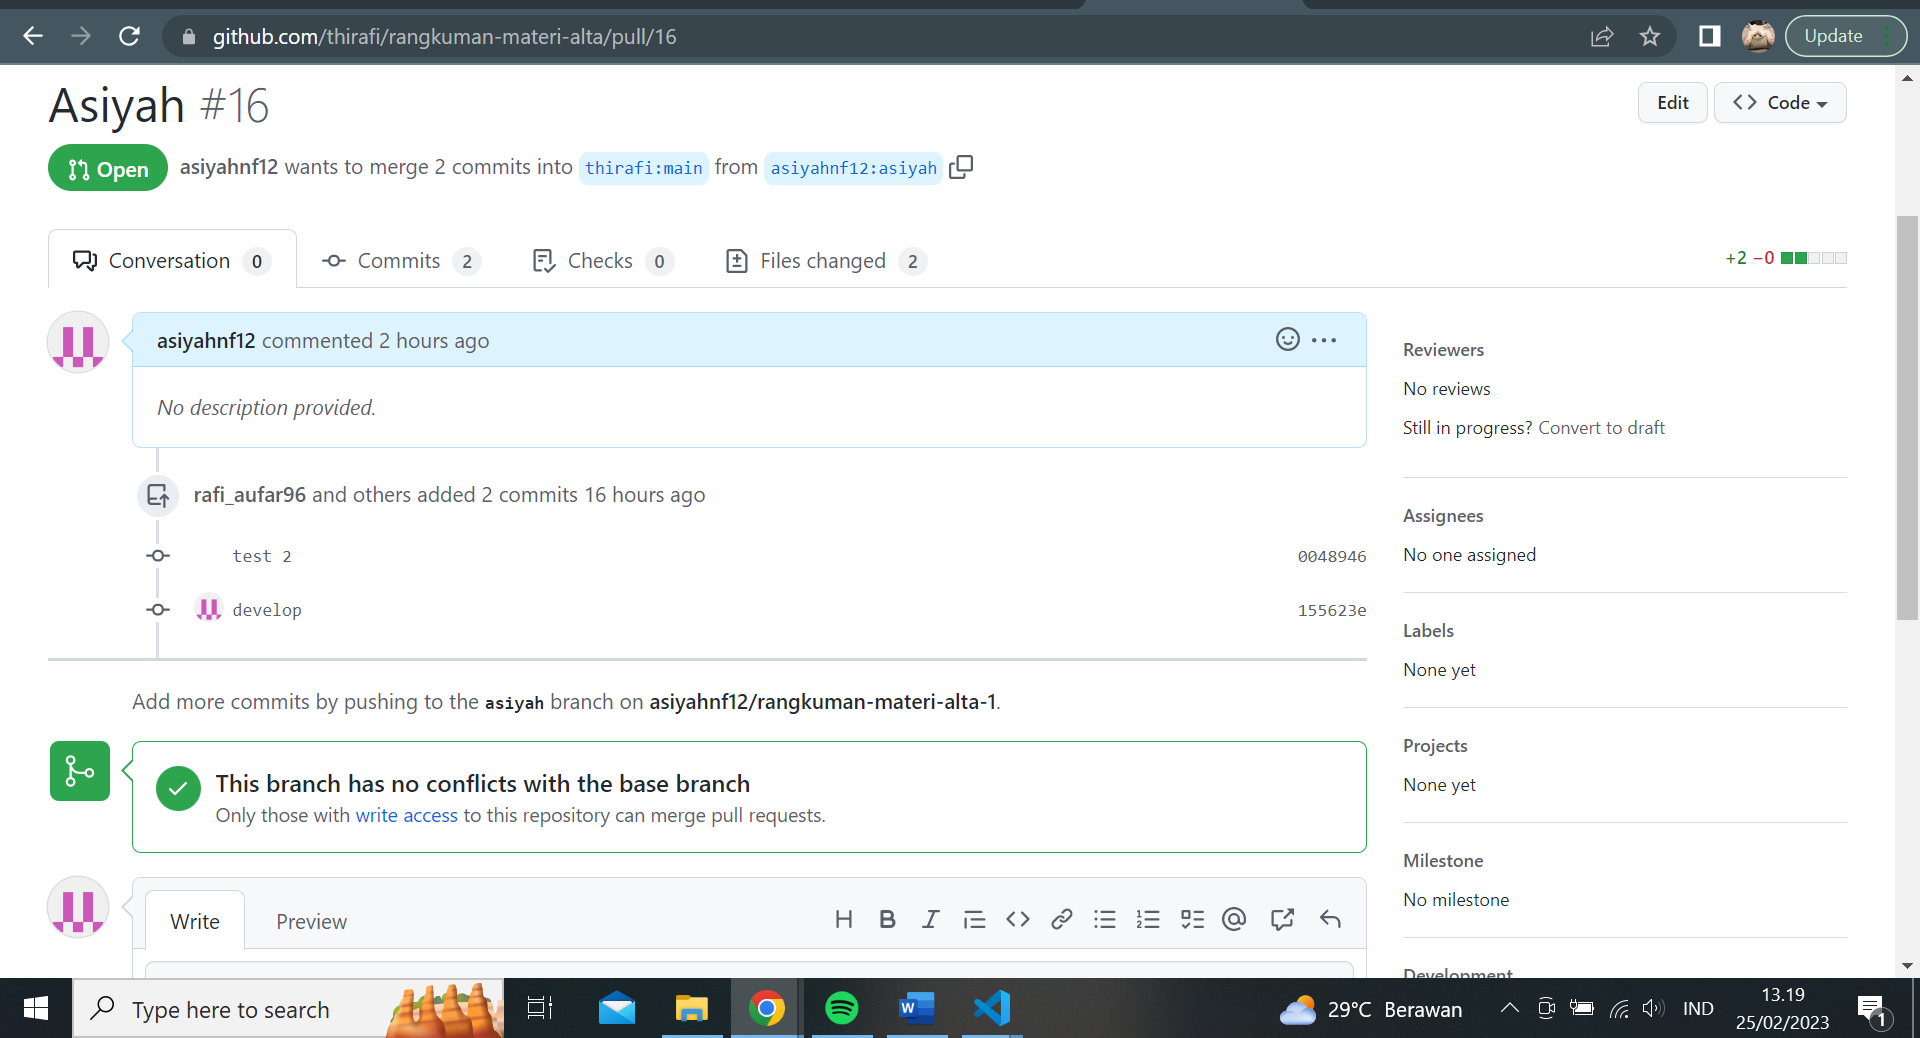 github.com/thirafi/rangkuman-materi-alta/pull/16
Update
Asiyah #16
Edit
Code
Open
asiyahnf12 wants to merge 2 commits into thirafi:main from asiyahnf12:asiyah
Conversation 0
Commits 2
Checks 0
Files changed 2
+2 −0
asiyahnf12 commented 2 hours ago
No description provided.
rafi_aufar96 and others added 2 commits 16 hours ago
test 2
0048946
develop
155623e
Add more commits by pushing to the asiyah branch on asiyahnf12/rangkuman-materi-alta-1.
This branch has no conflicts with the base branch
Only those with write access to this repository can merge pull requests.
Write
Preview
Reviewers
No reviews
Still in progress? Convert to draft
Assignees
No one assigned
Labels
None yet
Projects
None yet
Milestone
No milestone
Development
Type here to search
29°C Berawan
IND
13.19
25/02/2023
1